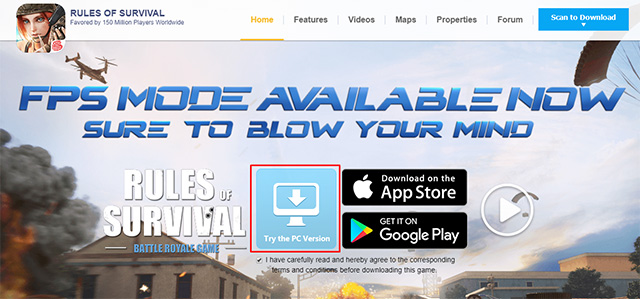 RULES OF SURVIVAL
Favored by 150 Million Players Worldwide
Home
Features
Videos
Maps
Properties
Forum
Scan to Download
FPS MODE AVAILABLE NOW
SURE TO BLOW YOUR MIND
RULES OF
SURVIVAL
BATTLE ROYALE GAME
Try the PC Version
Download on the
App Store
GET IT ON
Google Play
I have carefully read and hereby agree to the corresponding
terms and conditions before downloading this game.